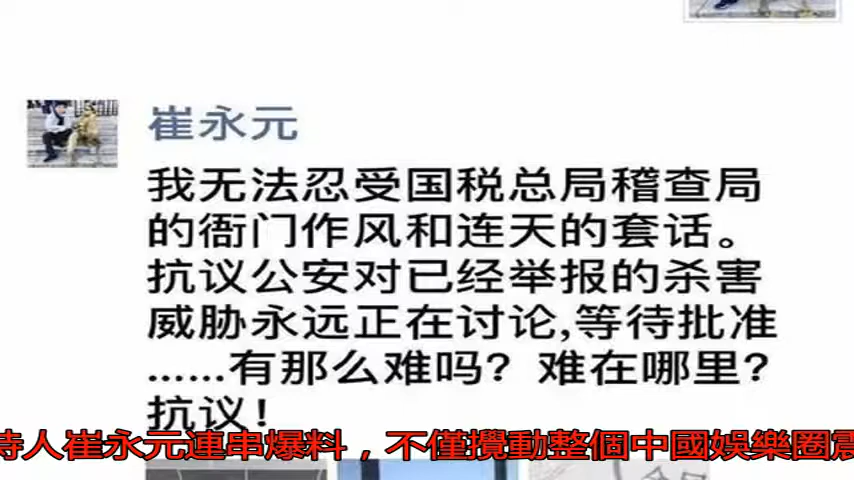 崔永元
我无法忍受国税总局稽查局
的衙门作风和连天的套话。
抗议公安对已经举报的杀害
威胁永远正在讨论,等待批准
......有那么难吗？难在哪里?
抗议！
持人崔永元連串爆料，不僅攪動整個中國娛樂圈震